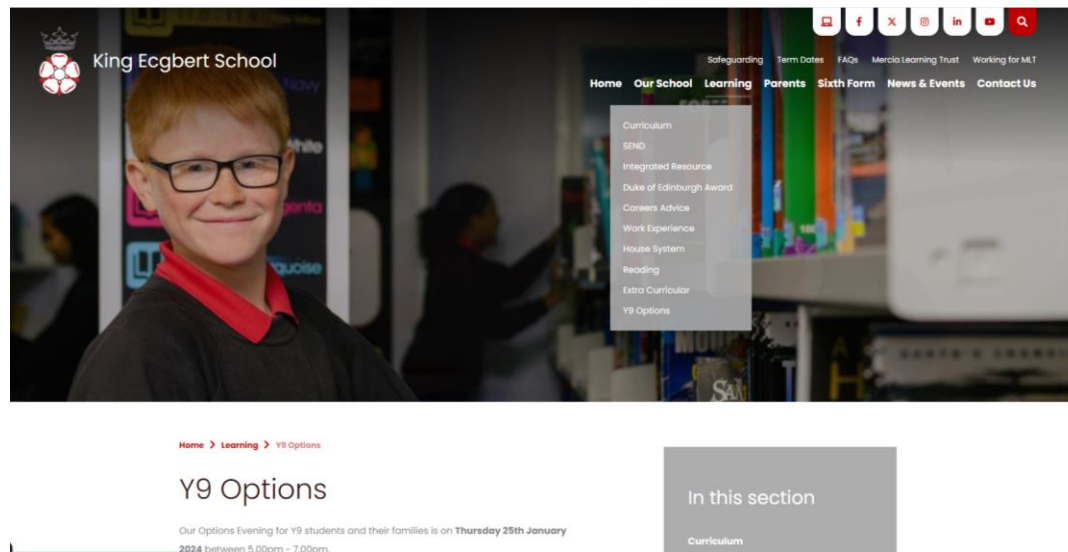 King Ecgbert School
Safeguarding Term Dates FAQs Mercia Learning Trust Working for MLT
Home Our School Learning Parents Sixth Form News & Events Contact Us
Curriculum
SEND
Integrated Resource
Duke of Edinburgh Award
Careers Advice
Work Experience
House System
Reading
Extra Curricular
Y9 Options
Navy
Home > Learning > Y9 Options
Y9 Options
Our Options Evening for Y9 students and their families is on Thursday 25th January
2024 between 5.00pm - 7.00pm.
In this section
Curriculum